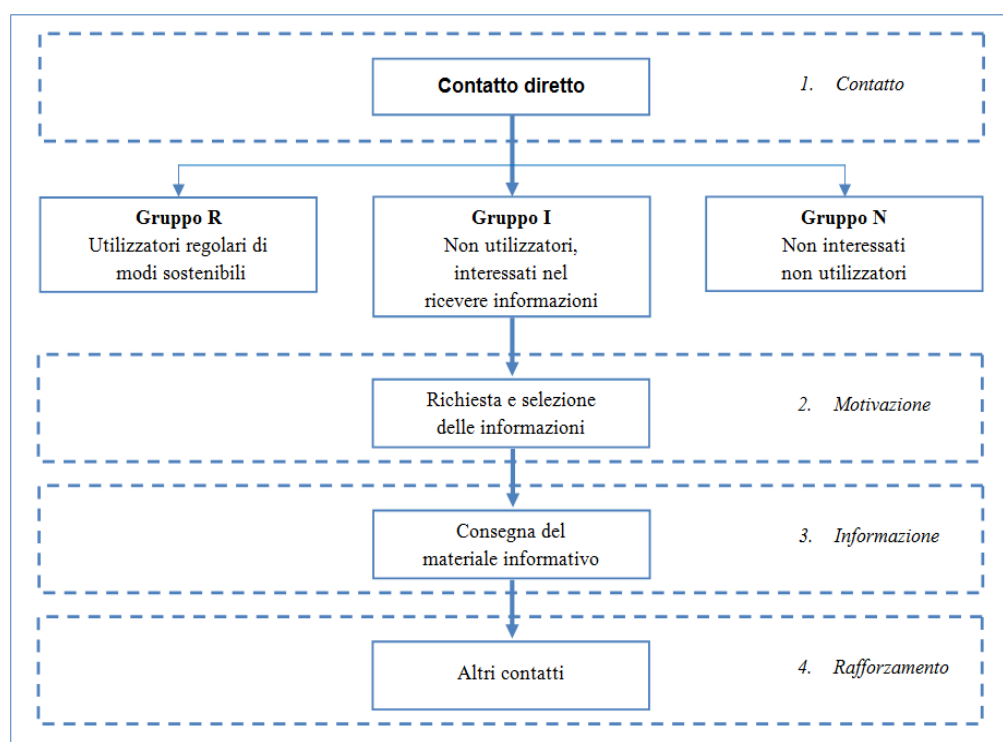 Contatto diretto
1. Contatto
Gruppo R
Utilizzatori regolari di
modi sostenibili
Gruppo I
Non utilizzatori,
interessati nel
ricevere informazioni
Gruppo N
Non interessati
non utilizzatori
Richiesta e selezione
delle informazioni
2. Motivazione
Consegna del
materiale informativo
3. Informazione
Altri contatti
4. Rafforzamento